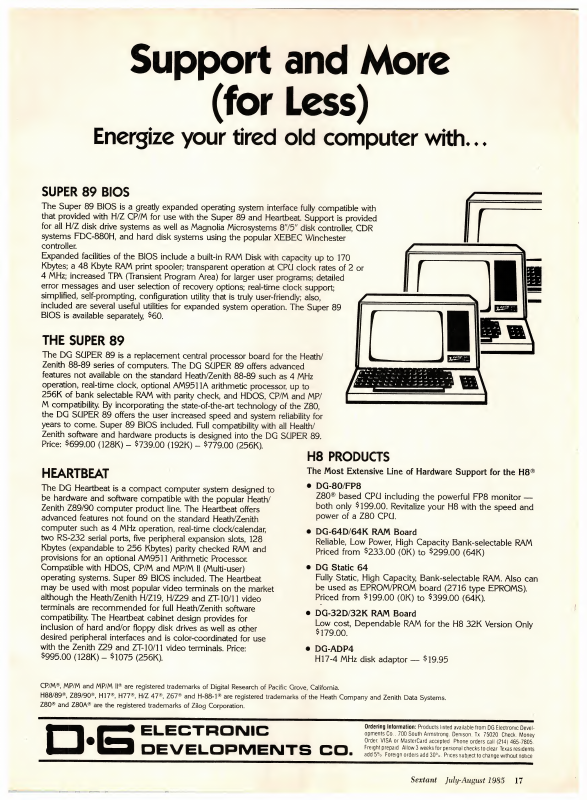 Support and More
(for Less)
Energize your tired old computer with...
SUPER 89 BIOS
The Super 89 BIOS is a greatly expanded operating system interface fully compatible with
that provided with H/Z CP/M for use with the Super 89 and Heartbeat. Support is provided
for all H/Z disk drive systems as well as Magnolia Microsystems 8"/5" disk controller, CDR
systems FDC-880H, and hard disk systems using the popular XEBEC Winchester
controller.
Expanded facilities of the BIOS include a built-in RAM Disk with capacity up to 170
Kbytes; a 48 Kbyte RAM print spooler; transparent operation at CPU clock rates of 2 or
4 MHz; increased TPA (Transient Program Area) for larger user programs; detailed
error messages and user selection of recovery options; real-time clock support;
simplified, self-prompting, configuration utility that is truly user-friendly; also,
included are several useful utilities for expanded system operation. The Super 89
BIOS is available separately, $60.
THE SUPER 89
The DG SUPER 89 is a replacement central processor board for the Heath/
Zenith 88-89 series of computers. The DG SUPER 89 offers advanced
features not available on the standard Heath/Zenith 88-89 such as 4 MHz
operation, real-time clock, optional AM9511A arithmetic processor, up to
256K of bank selectable RAM with parity check, and HDOS, CP/M and MP/
M compatibility. By incorporating the state-of-the-art technology of the Z80,
the DG SUPER 89 offers the user increased speed and system reliability for
years to come. Super 89 BIOS included. Full compatibility with all Health/
Zenith software and hardware products is designed into the DG SUPER 89.
Price: $699.00 (128K) – $739.00 (192K) – $779.00 (256K).
HEARTBEAT
The DG Heartbeat is a compact computer system designed to
be hardware and software compatible with the popular Heath/
Zenith Z89/90 computer product line. The Heartbeat offers
advanced features not found on the standard Heath/Zenith
computer such as 4 MHz operation, real-time clock/calendar,
two RS-232 serial ports, five peripheral expansion slots, 128
Kbytes (expandable to 256 Kbytes) parity checked RAM and
provisions for an optional AM9511 Arithmetic Processor.
Compatible with HDOS, CP/M and MP/M II (Multi-user)
operating systems. Super 89 BIOS included. The Heartbeat
may be used with most popular video terminals on the market
although the Heath/Zenith H/Z19, H/Z29 and ZT-10/11 video
terminals are recommended for full Heath/Zenith software
compatibility. The Heartbeat cabinet design provides for
inclusion of hard and/or floppy disk drives as well as other
desired peripheral interfaces and is color-coordinated for use
with the Zenith Z29 and ZT-10/11 video terminals. Price:
$995.00 (128K) – $1075 (256K).
H8 PRODUCTS
The Most Extensive Line of Hardware Support for the H8®
• DG-80/FP8
Z80® based CPU including the powerful FP8 monitor —
both only $199.00. Revitalize your H8 with the speed and
power of a Z80 CPU.
• DG-64D/64K RAM Board
Reliable, Low Power, High Capacity Bank-selectable RAM
Priced from $233.00 (0K) to $299.00 (64K)
• DG Static 64
Fully Static, High Capacity, Bank-selectable RAM. Also can
be used as EPROM/PROM board (2716 type EPROMS).
Priced from $199.00 (0K) to $399.00 (64K).
• DG-32D/32K RAM Board
Low cost, Dependable RAM for the H8 32K Version Only
$179.00.
• DG-ADP4
H17-4 MHz disk adaptor — $19.95
CP/M®, MP/M and MP/M II® are registered trademarks of Digital Research of Pacific Grove, California.
H88/89®, Z89/90®, H17®, H77®, H/Z 47®, Z67® and H-88-1® are registered trademarks of the Heath Company and Zenith Data Systems.
Z80® and Z80A® are the registered trademarks of Zilog Corporation.
D•G ELECTRONIC
DEVELOPMENTS CO.
Ordering Information: Products listed available from DG Electronic Devel-
opments Co., 700 South Armstrong, Denison, Tx. 75020. Check, Money
Order, VISA or MasterCard accepted. Phone orders call (214) 465-7805.
Freight prepaid. Allow 3 weeks for personal checks to clear. Texas residents
add 5%. Foreign orders add 30%. Prices subject to change without notice.
Sextant July-August 1985 17